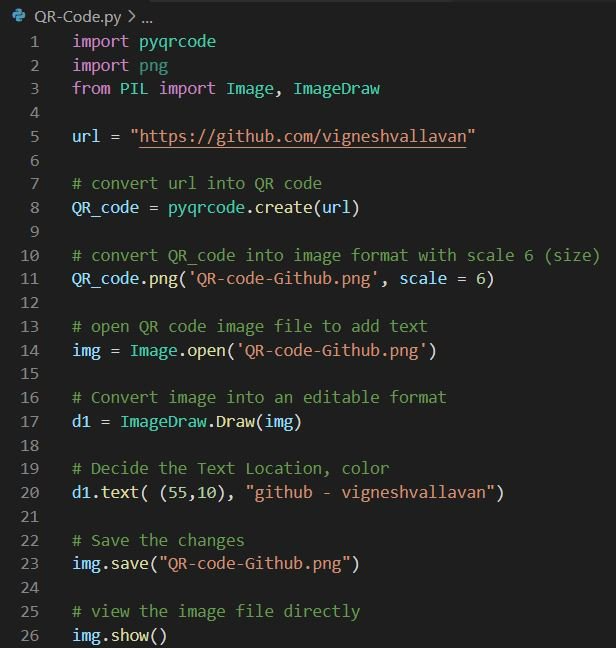 QR-Code.py > ...
1 import pyqrcode
2 import png
3 from PIL import Image, ImageDraw
4
5 url = "https://github.com/vigneshvallavan"
6
7 # convert url into QR code
8 QR_code = pyqrcode.create(url)
9
10 # convert QR_code into image format with scale 6 (size)
11 QR_code.png('QR-code-Github.png', scale = 6)
12
13 # open QR code image file to add text
14 img = Image.open('QR-code-Github.png')
15
16 # Convert image into an editable format
17 d1 = ImageDraw.Draw(img)
18
19 # Decide the Text Location, color
20 d1.text( (55,10), "github - vigneshvallavan")
21
22 # Save the changes
23 img.save("QR-code-Github.png")
24
25 # view the image file directly
26 img.show()